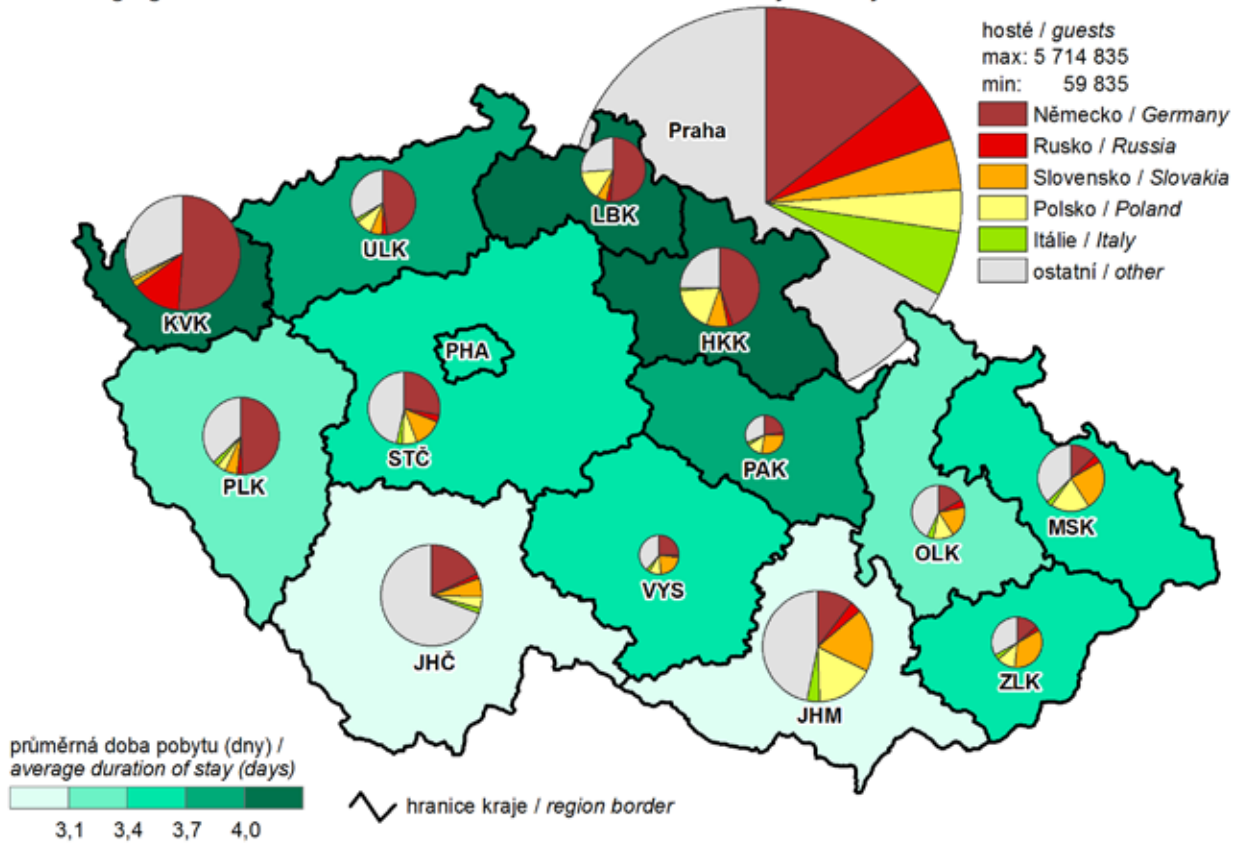 hosté / guests
max: 5 714 835
min: 59 835
Německo / Germany
Rusko / Russia
Slovensko / Slovakia
Polsko / Poland
Itálie / Italy
ostatní / other
Praha
LBK
ULK
KVK
HKK
PHA
STČ
PAK
PLK
MSK
OLK
VYS
JHČ
ZLK
JHM
průměrná doba pobytu (dny) /
average duration of stay (days)
3,1 3,4 3,7 4,0
hranice kraje / region border